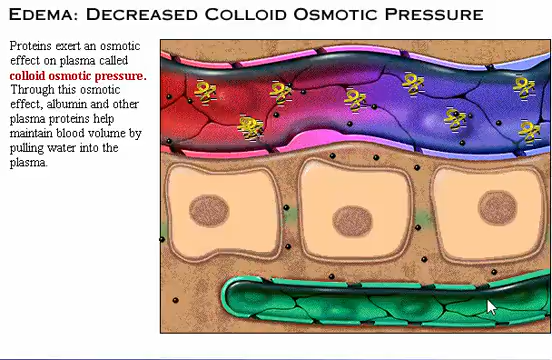 Edema: Decreased Colloid Osmotic Pressure
Proteins exert an osmotic
effect on plasma called
colloid osmotic pressure.
Through this osmotic
effect, albumin and other
plasma proteins help
maintain blood volume by
pulling water into the
plasma.